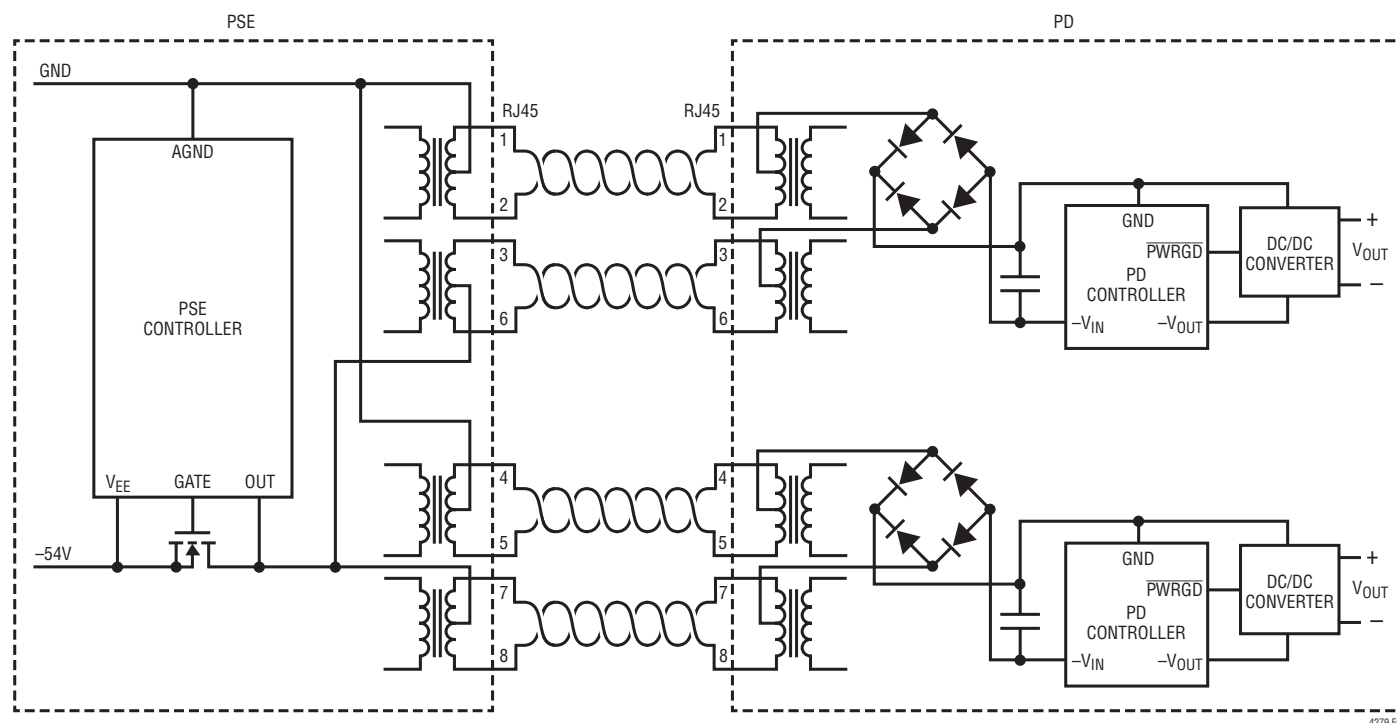 PSE
PD
GND
AGND
PSE
CONTROLLER
VEE
GATE
OUT
–54V
RJ45
RJ45
1
1
2
2
3
3
6
6
4
4
5
5
7
7
8
8
GND
PWRGD
PD
CONTROLLER
–VIN
–VOUT
DC/DC
CONVERTER
+
VOUT
–
GND
PWRGD
PD
CONTROLLER
–VIN
–VOUT
DC/DC
CONVERTER
+
VOUT
–